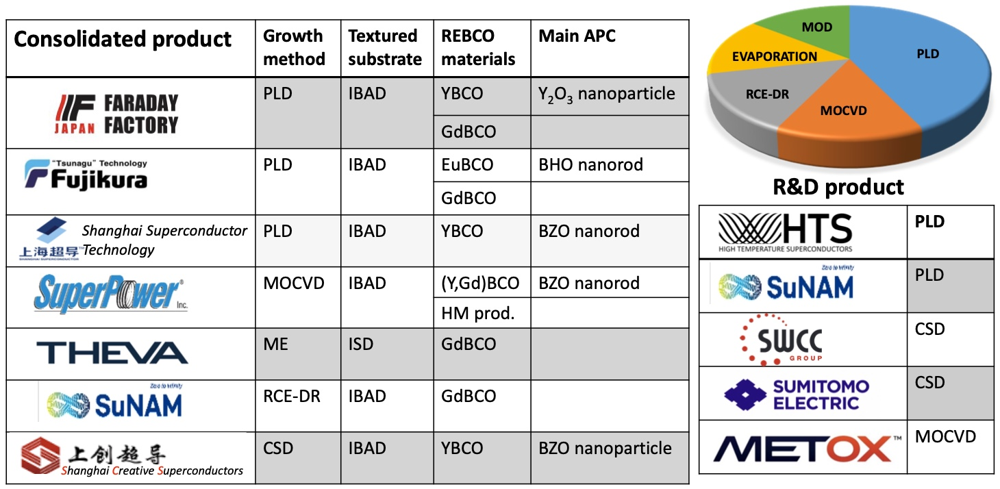 Consolidated product
Growth method
Textured substrate
REBCO materials
Main APC
JAPAN FARADAY FACTORY
PLD
IBAD
YBCO
Y₂O₃ nanoparticle
GdBCO
"Tsunagu" Technology
Fujikura
PLD
IBAD
EuBCO
BHO nanorod
GdBCO
上海超导™
SHANGHAI SUPERCONDUCTOR
Shanghai Superconductor
Technology
PLD
IBAD
YBCO
BZO nanorod
SuperPower® Inc.
MOCVD
IBAD
(Y,Gd)BCO
BZO nanorod
HM prod.
THEVA
ME
ISD
GdBCO
Zero to Infinity
SuNAM
RCE-DR
IBAD
GdBCO
上创超导
Shanghai Creative Superconductors
CSD
IBAD
YBCO
BZO nanoparticle
MOD
EVAPORATION
PLD
RCE-DR
MOCVD
R&D product
HTS
HIGH TEMPERATURE SUPERCONDUCTORS
PLD
Zero to Infinity
SuNAM
PLD
SWCC
GROUP
CSD
SUMITOMO
ELECTRIC
CSD
METOX™
MOCVD